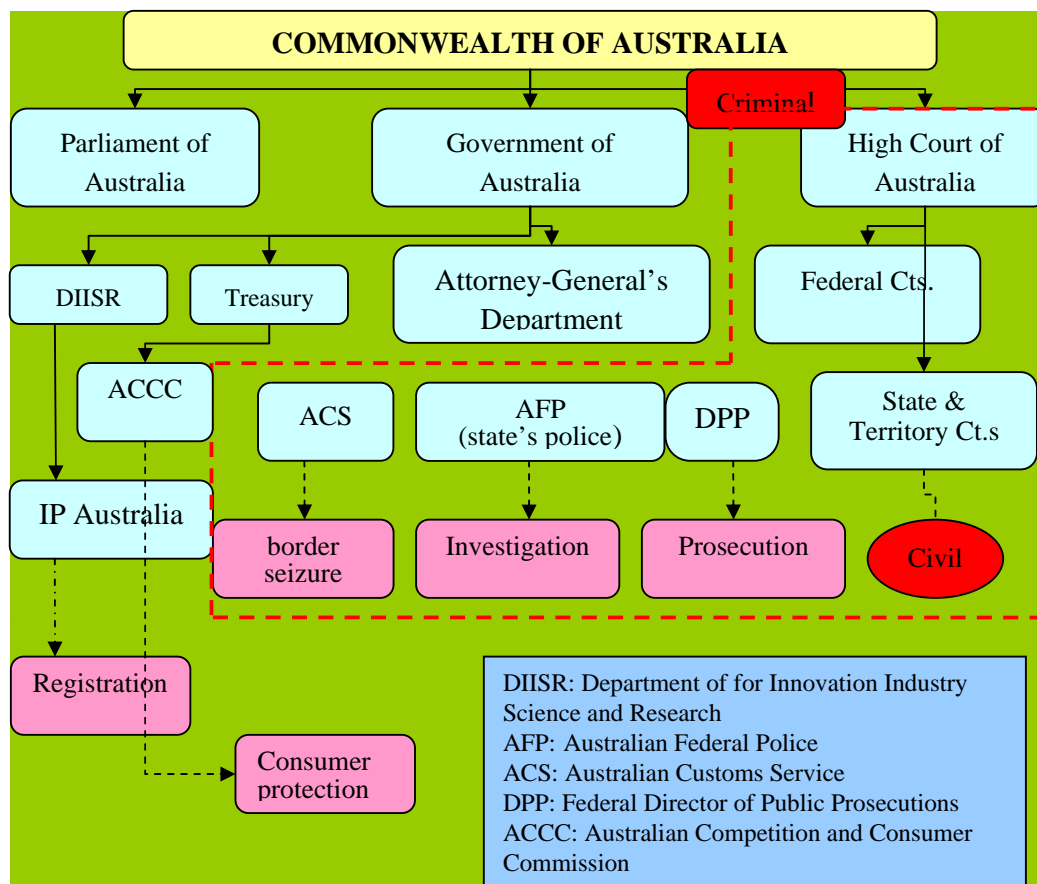 COMMONWEALTH OF AUSTRALIA
Criminal
Parliament of
Australia
Government of
Australia
High Court of
Australia
DIISR
Treasury
Attorney-General’s
Department
Federal Cts.
ACCC
ACS
AFP
(state’s police)
DPP
State &
Territory Ct.s
IP Australia
border
seizure
Investigation
Prosecution
Civil
Registration
Consumer
protection
DIISR: Department of for Innovation Industry
Science and Research
AFP: Australian Federal Police
ACS: Australian Customs Service
DPP: Federal Director of Public Prosecutions
ACCC: Australian Competition and Consumer
Commission